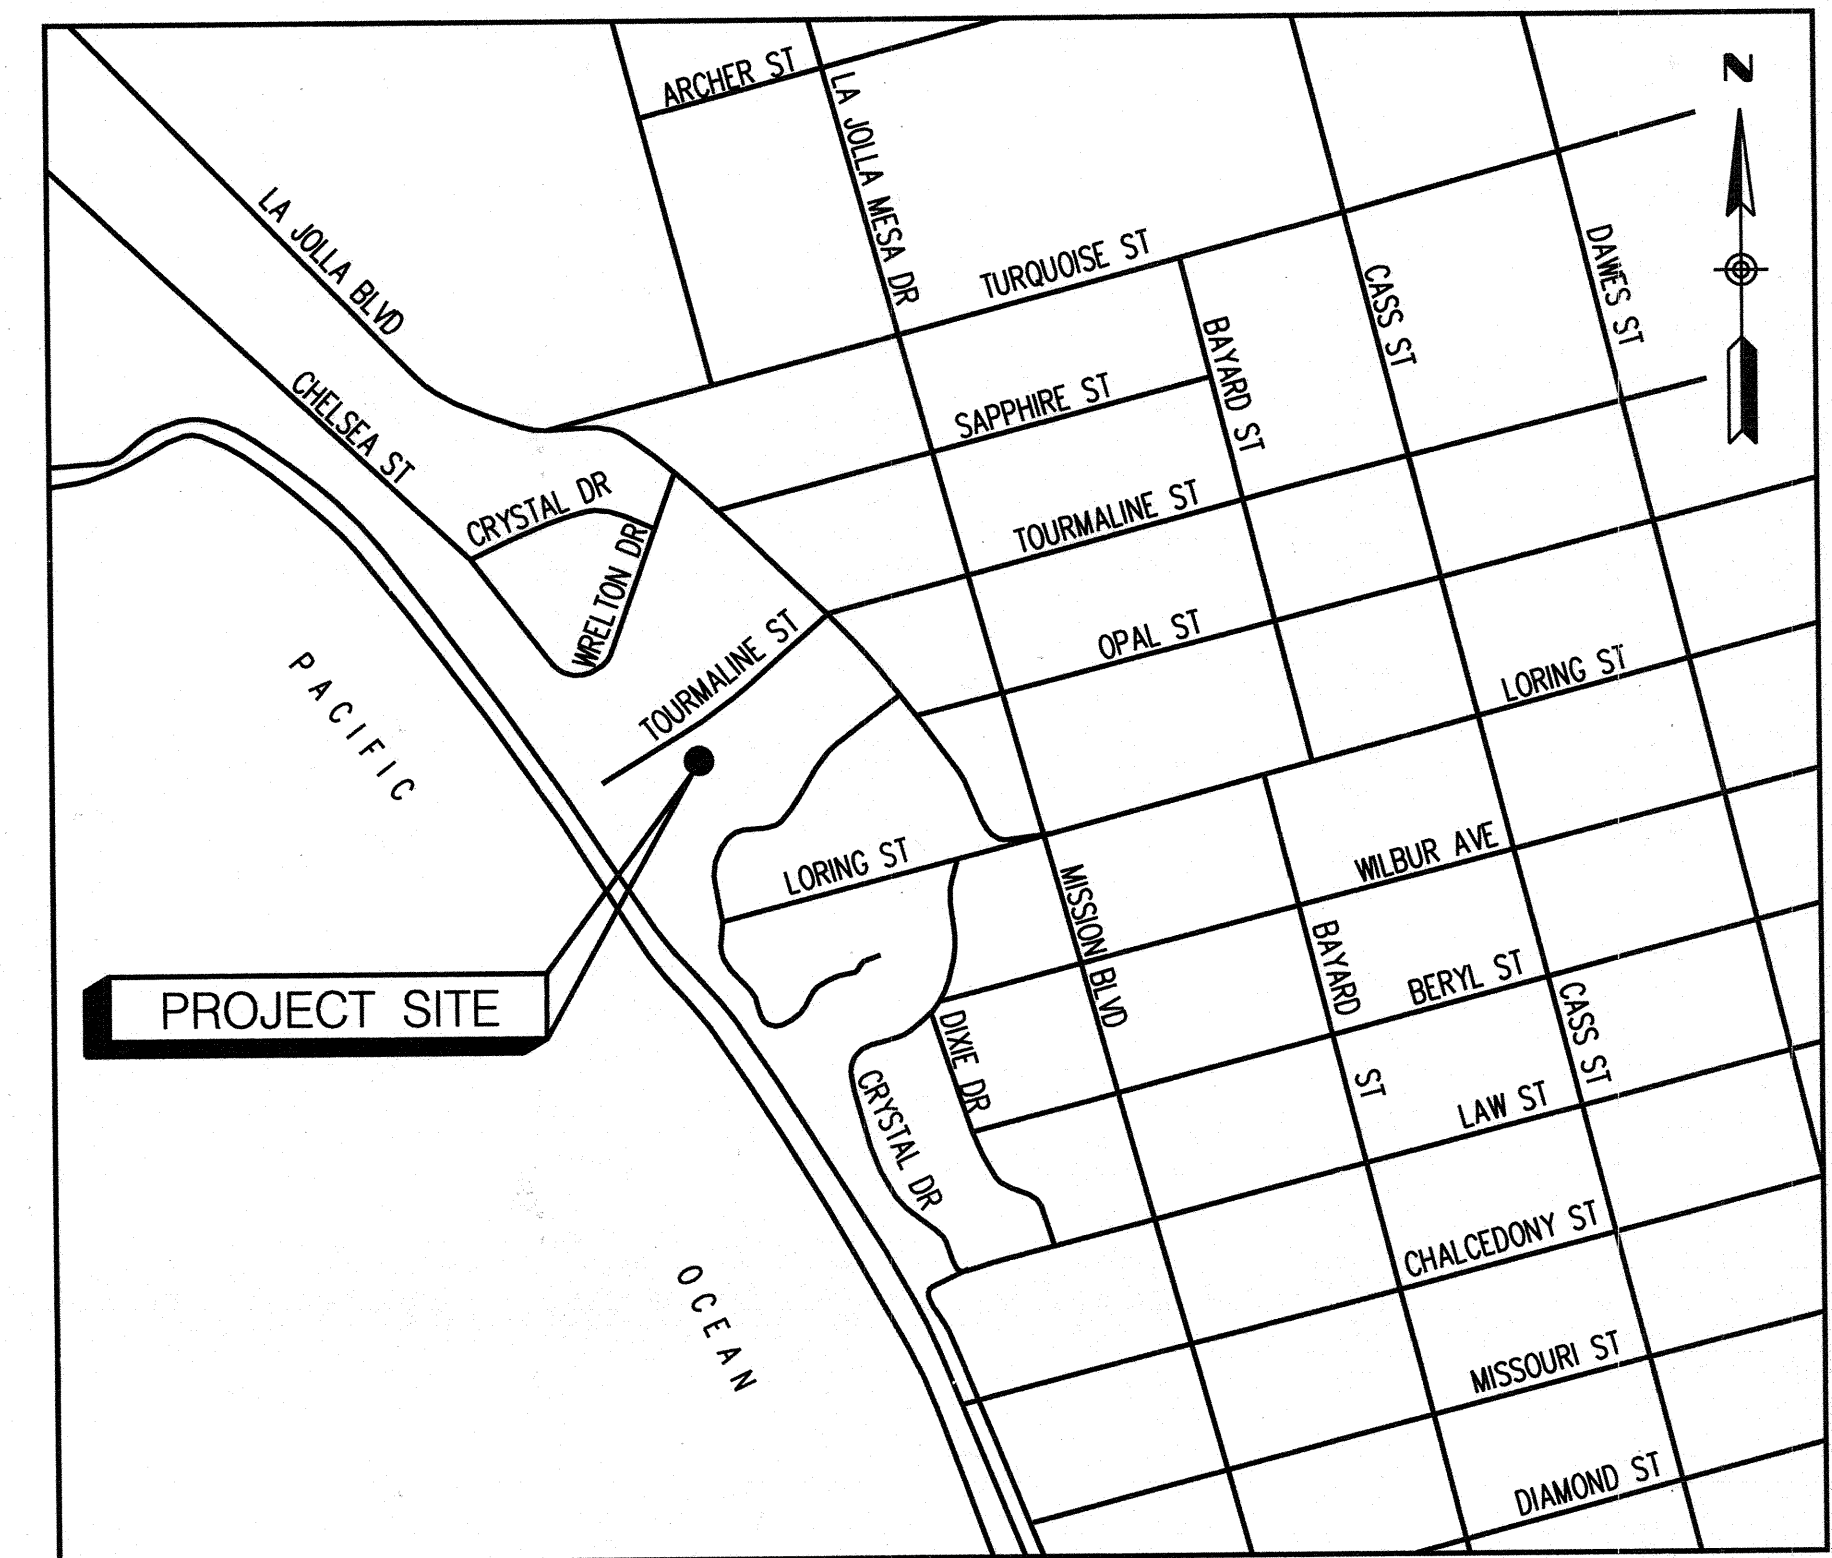 ARCHER ST
N
LA JOLLA MESA DR
LA JOLLA BLVD
TURQUOISE ST
DAWES ST
CASS ST
BAYARD ST
CHELSEA ST
SAPPHIRE ST
CRYSTAL DR
TOURMALINE ST
WRELTON DR
TOURMALINE ST
OPAL ST
LORING ST
PACIFIC
LORING ST
WILBUR AVE
MISSION BLVD
BAYARD ST
BERYL ST
PROJECT SITE
CASS ST
DIXIE DR
CRYSTAL DR
LAW ST
CHALCEDONY ST
OCEAN
MISSOURI ST
DIAMOND ST